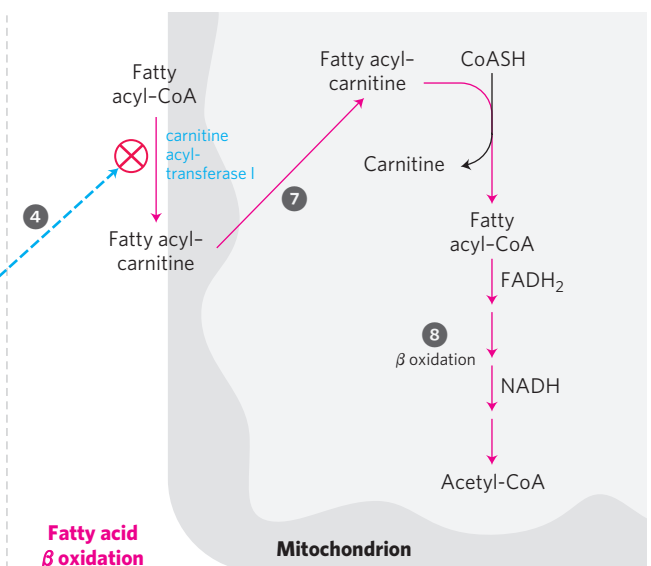 Fatty
acyl–CoA
carnitine
acyl-
transferase I
4
Fatty acyl–
carnitine
7
Fatty acyl–
carnitine
CoASH
Carnitine
Fatty
acyl–CoA
FADH₂
8
β oxidation
NADH
Acetyl-CoA
Fatty acid
β oxidation
Mitochondrion